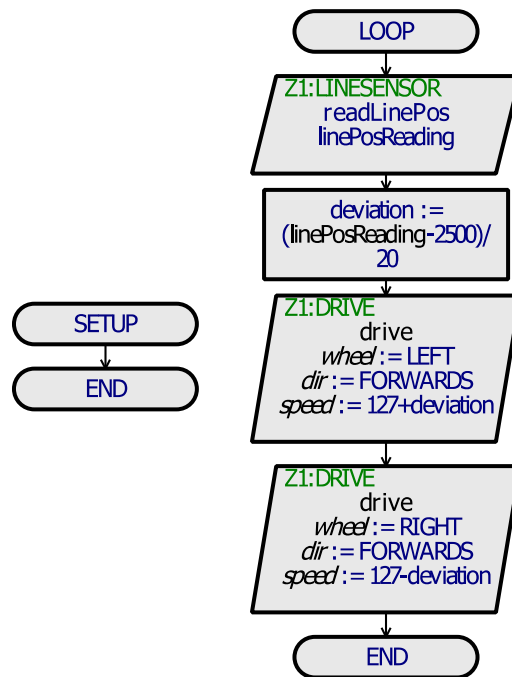 SETUP
END
LOOP
Z1:LINESENSOR
readLinePos
linePosReading
deviation :=
(linePosReading-2500)/
20
Z1:DRIVE
drive
wheel := LEFT
dir := FORWARDS
speed := 127+deviation
Z1:DRIVE
drive
wheel := RIGHT
dir := FORWARDS
speed := 127-deviation
END